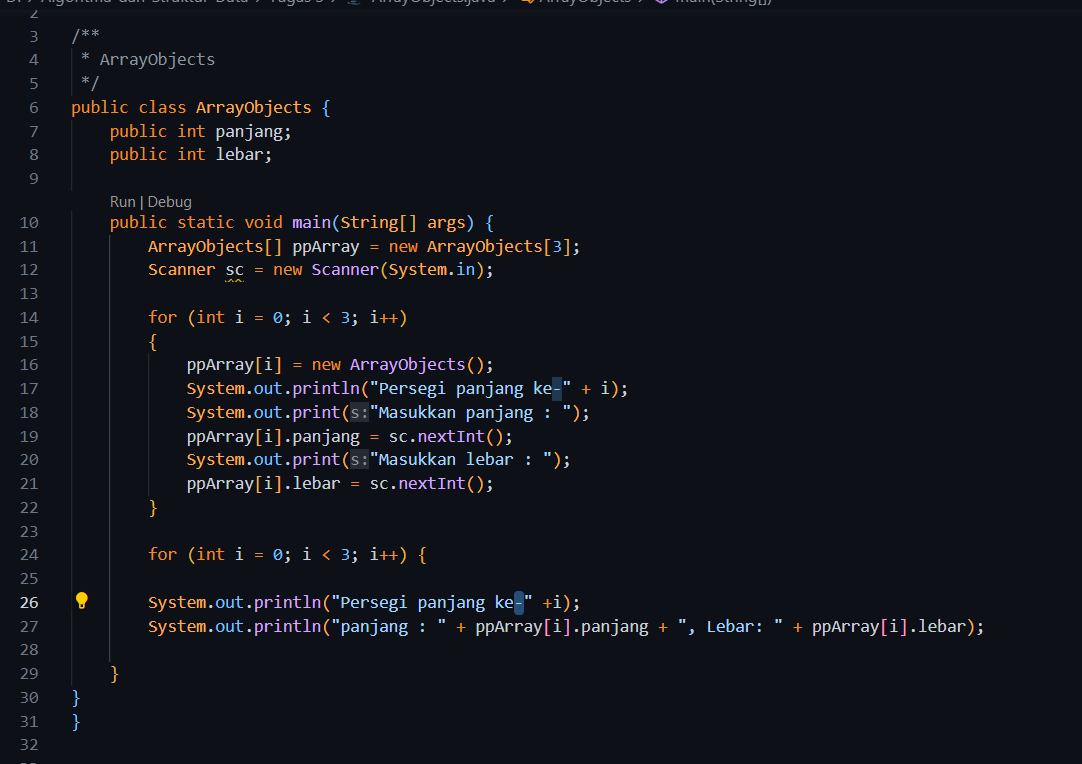 D: > Algoritma dan Struktur Data > Tugas 3 > ArrayObjects.java > ArrayObjects > main(String[])
2
3 /**
4 * ArrayObjects
5 */
6 public class ArrayObjects {
7 public int panjang;
8 public int lebar;
9
Run | Debug
10 public static void main(String[] args) {
11 ArrayObjects[] ppArray = new ArrayObjects[3];
12 Scanner sc = new Scanner(System.in);
13
14 for (int i = 0; i < 3; i++)
15 {
16 ppArray[i] = new ArrayObjects();
17 System.out.println("Persegi panjang ke-" + i);
18 System.out.print(s:"Masukkan panjang : ");
19 ppArray[i].panjang = sc.nextInt();
20 System.out.print(s:"Masukkan lebar : ");
21 ppArray[i].lebar = sc.nextInt();
22 }
23
24 for (int i = 0; i < 3; i++) {
25
26 System.out.println("Persegi panjang ke-" +i);
27 System.out.println("panjang : " + ppArray[i].panjang + ", Lebar: " + ppArray[i].lebar);
28
29 }
30 }
31 }
32